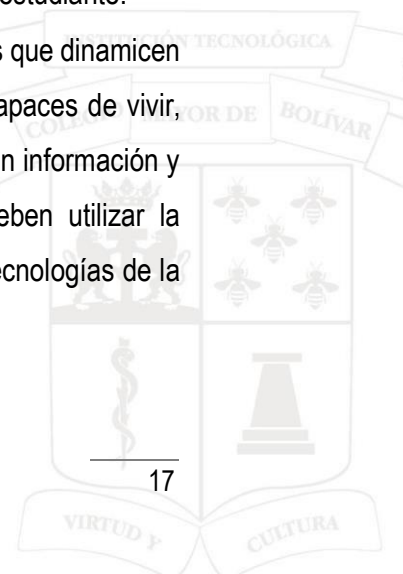 estudiante.
s que dinamicen
INSTITUCIÓN TECNOLÓGICA
apaces de vivir,
COLEGIO MAYOR DE BOLÍVAR
n información y
eben utilizar la
ecnologías de la
17
VIRTUD Y CULTURA